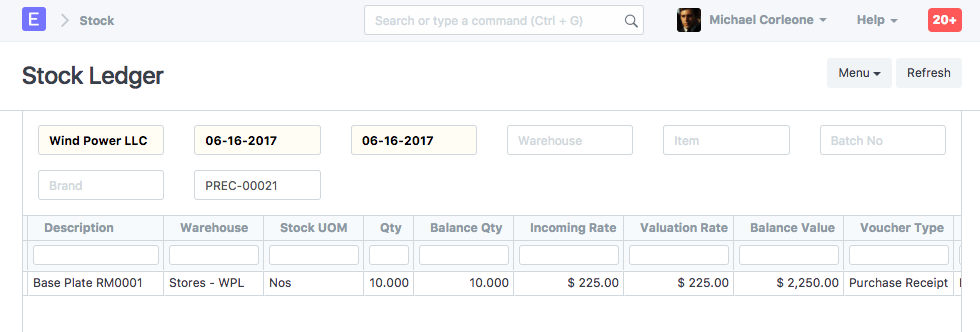 E Stock Search or type a command (Ctrl + G) Michael Corleone Help 20+
Stock Ledger Menu Refresh
Wind Power LLC 06-16-2017 06-16-2017 Warehouse Item Batch No
Brand PREC-00021
Description Warehouse Stock UOM Qty Balance Qty Incoming Rate Valuation Rate Balance Value Voucher Type
Base Plate RM0001 Stores - WPL Nos 10.000 10.000 $ 225.00 $ 225.00 $ 2,250.00 Purchase Receipt